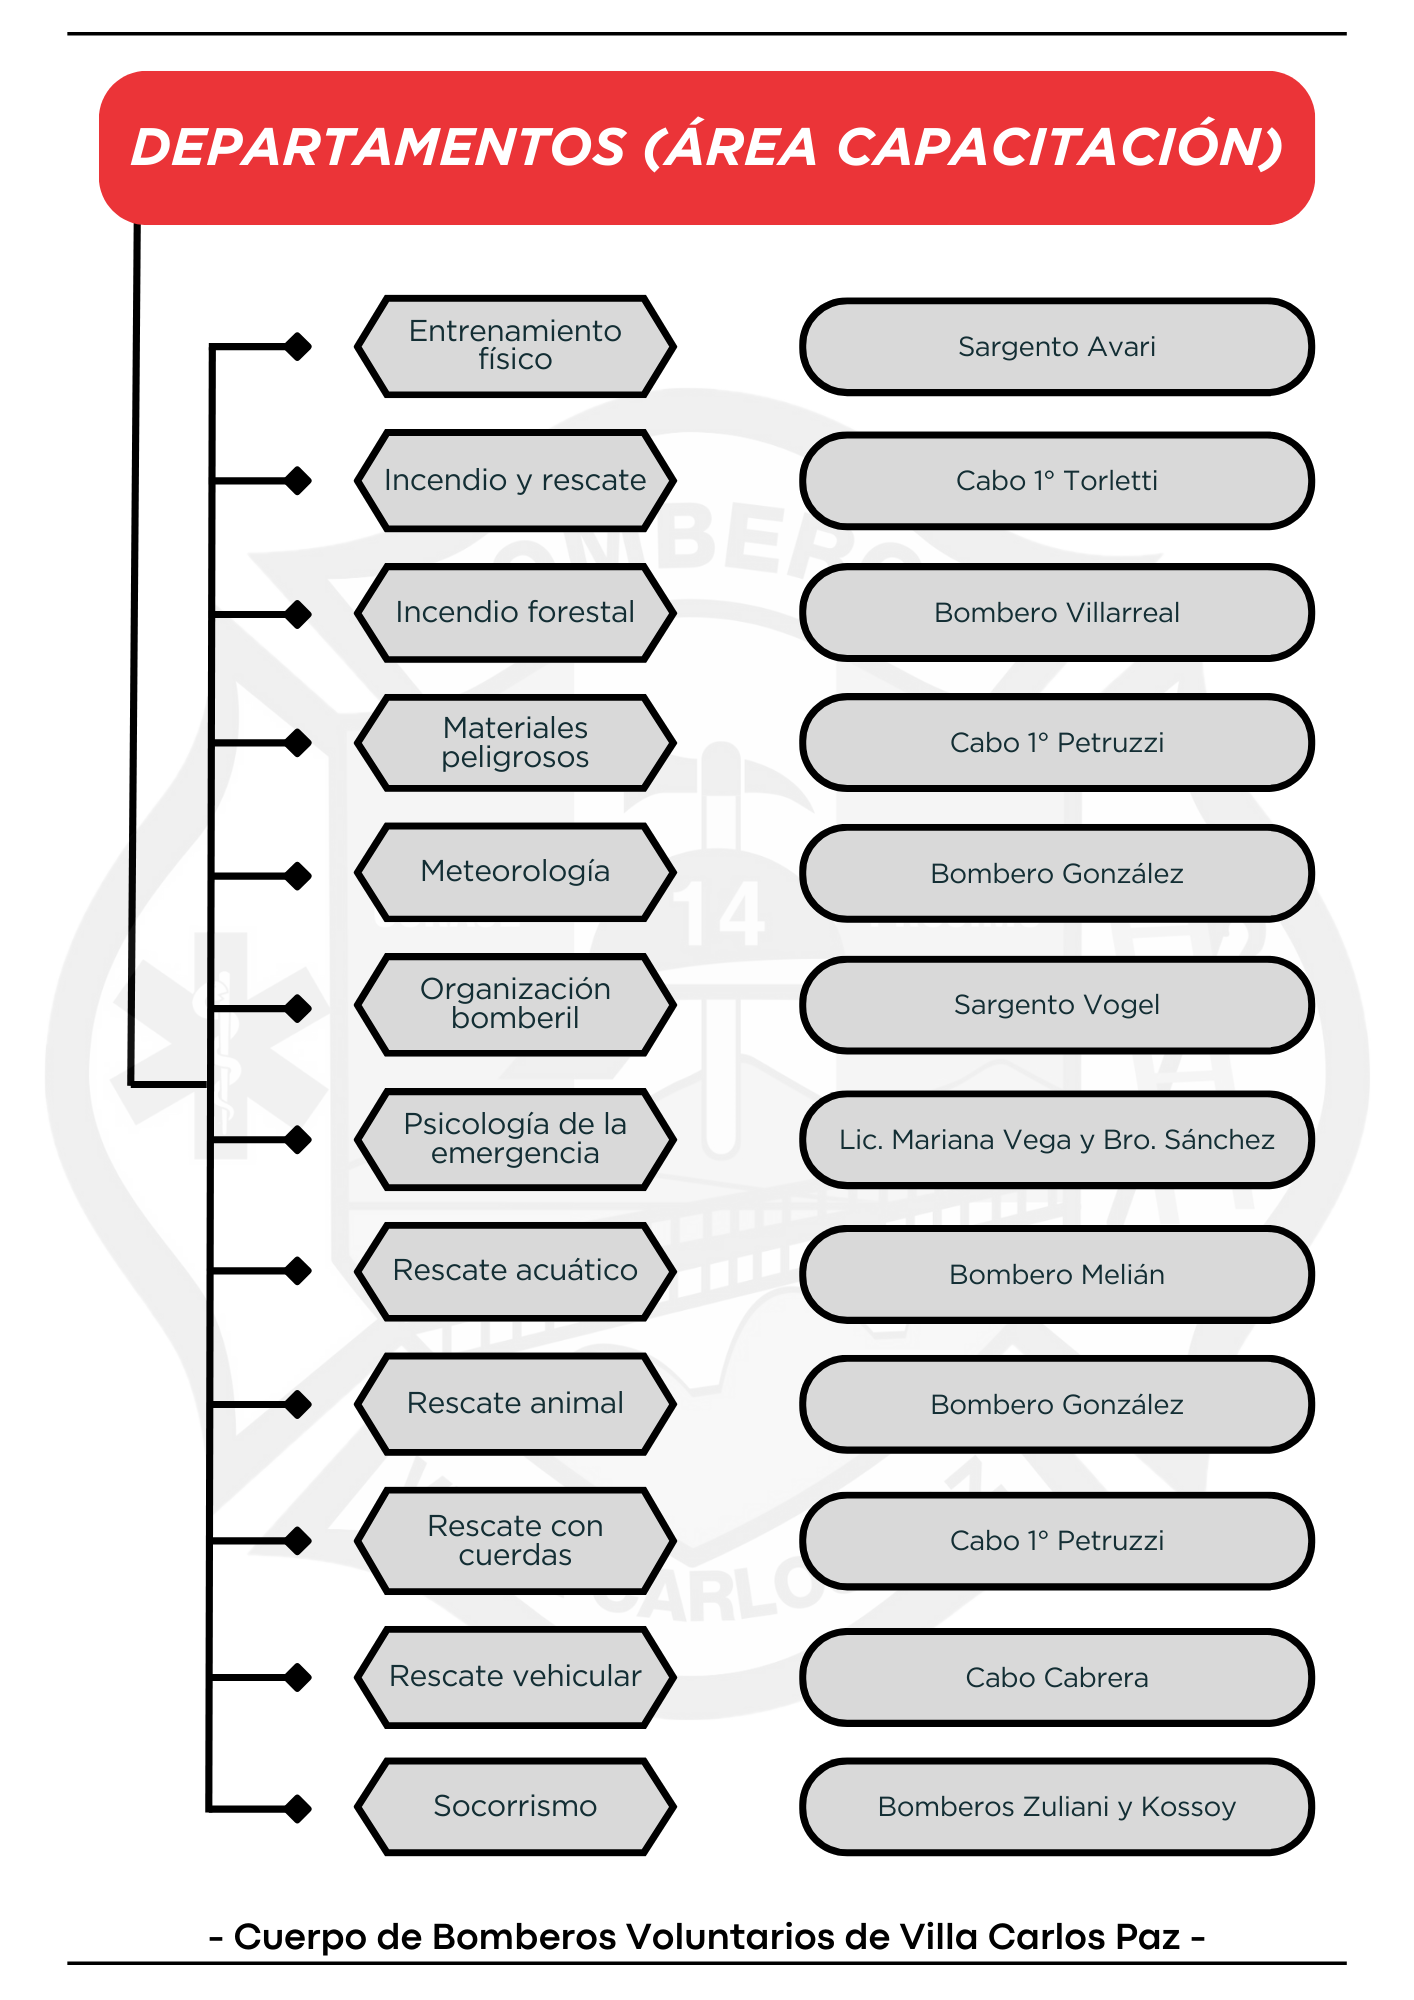 DEPARTAMENTOS (ÁREA CAPACITACIÓN)
Entrenamiento
físico
Sargento Avari
Incendio y rescate
Cabo 1° Torletti
Incendio forestal
Bombero Villarreal
Materiales
peligrosos
Cabo 1° Petruzzi
Meteorología
Bombero González
14
Organización
bomberil
Sargento Vogel
Psicología de la
emergencia
Lic. Mariana Vega y Bro. Sánchez
Rescate acuático
Bombero Melián
Rescate animal
Bombero González
Rescate con
cuerdas
Cabo 1° Petruzzi
Rescate vehicular
Cabo Cabrera
Socorrismo
Bomberos Zuliani y Kossoy
- Cuerpo de Bomberos Voluntarios de Villa Carlos Paz -